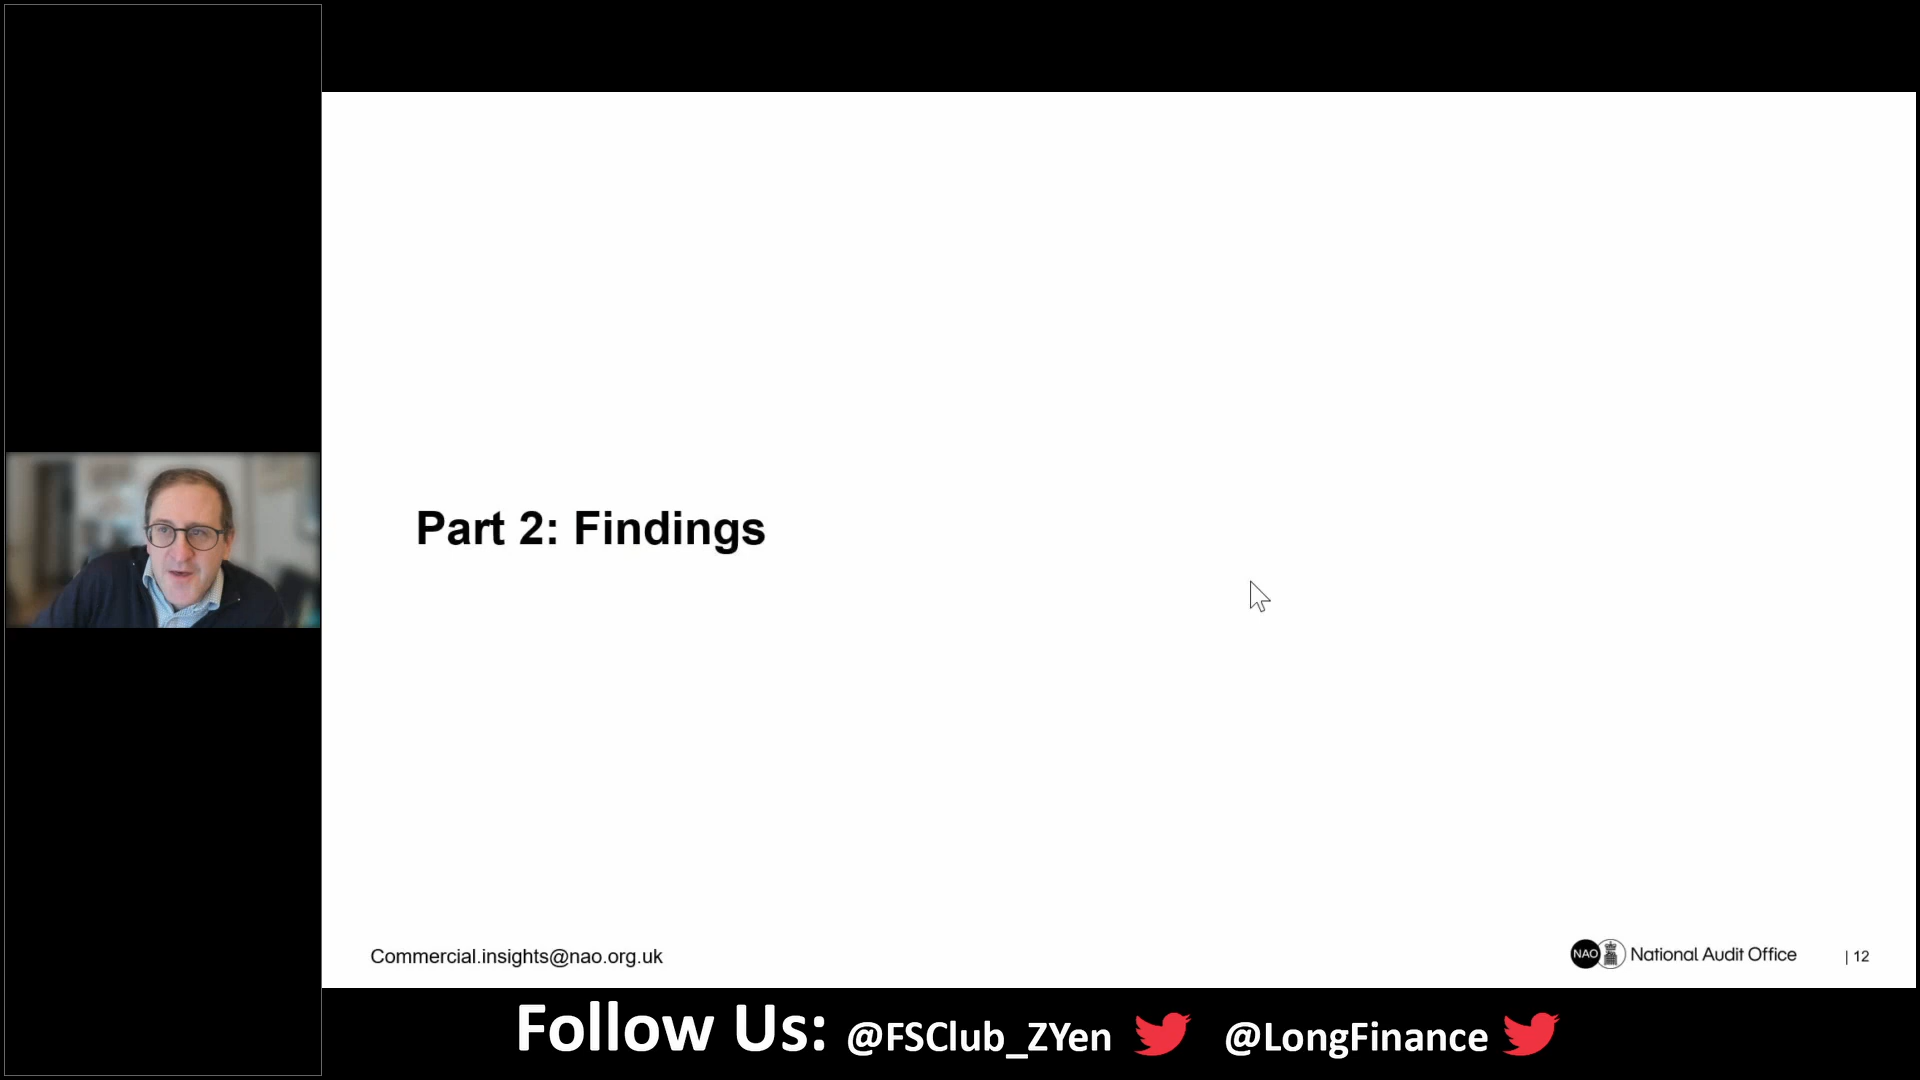 Part 2: Findings
Commercial.insights@nao.org.uk
NAO National Audit Office
| 12
Follow Us: @FSClub_ZYen @LongFinance